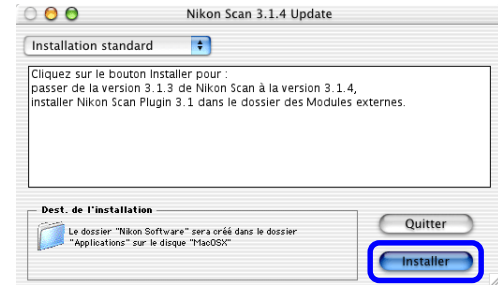 Nikon Scan 3.1.4 Update
Installation standard
Cliquez sur le bouton Installer pour :
passer de la version 3.1.3 de Nikon Scan à la version 3.1.4,
installer Nikon Scan Plugin 3.1 dans le dossier des Modules externes.
Dest. de l'installation
Le dossier "Nikon Software" sera créé dans le dossier
"Applications" sur le disque "MacOSX"
Quitter
Installer